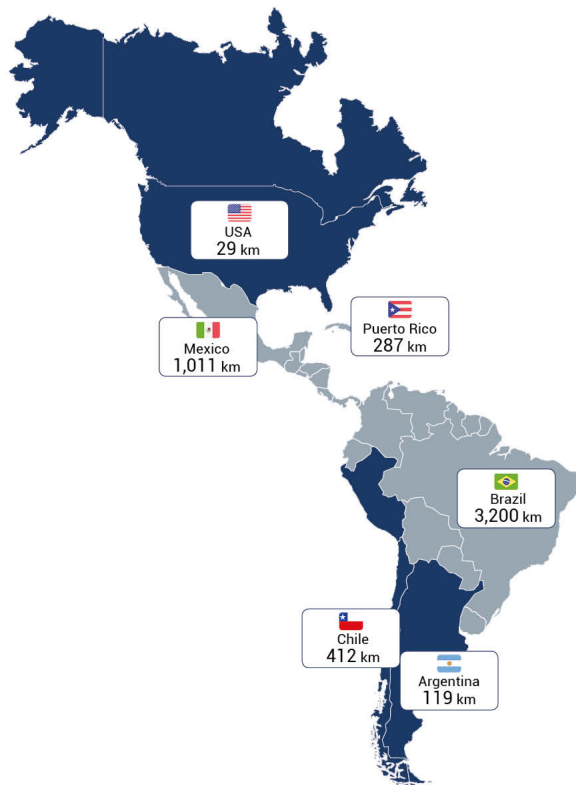 USA
29 km
Puerto Rico
287 km
Mexico
1,011 km
Brazil
3,200 km
Chile
412 km
Argentina
119 km